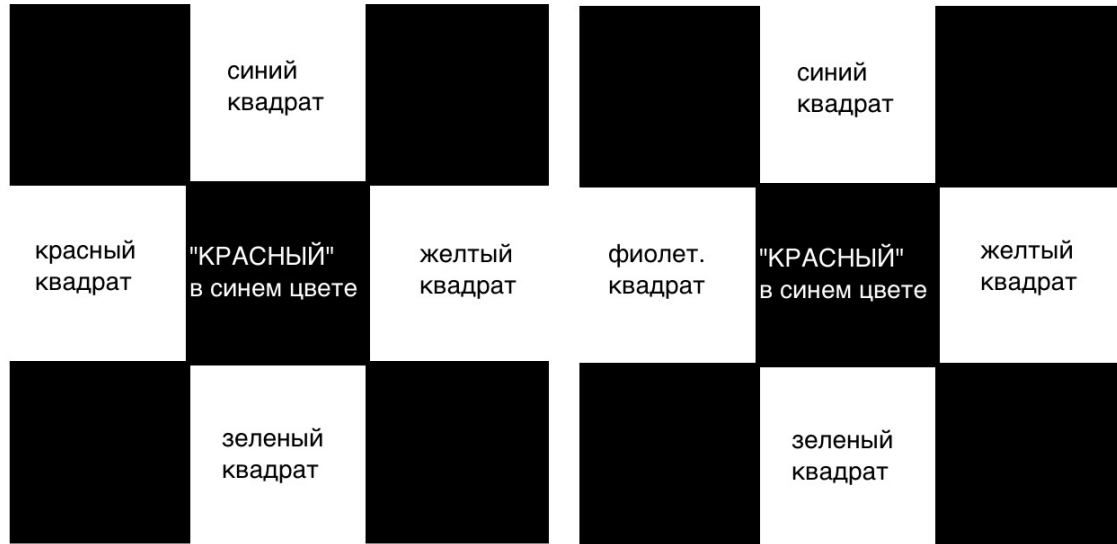 синий
квадрат
красный
квадрат
"КРАСНЫЙ"
в синем цвете
желтый
квадрат
зеленый
квадрат
синий
квадрат
фиолет.
квадрат
"КРАСНЫЙ"
в синем цвете
желтый
квадрат
зеленый
квадрат